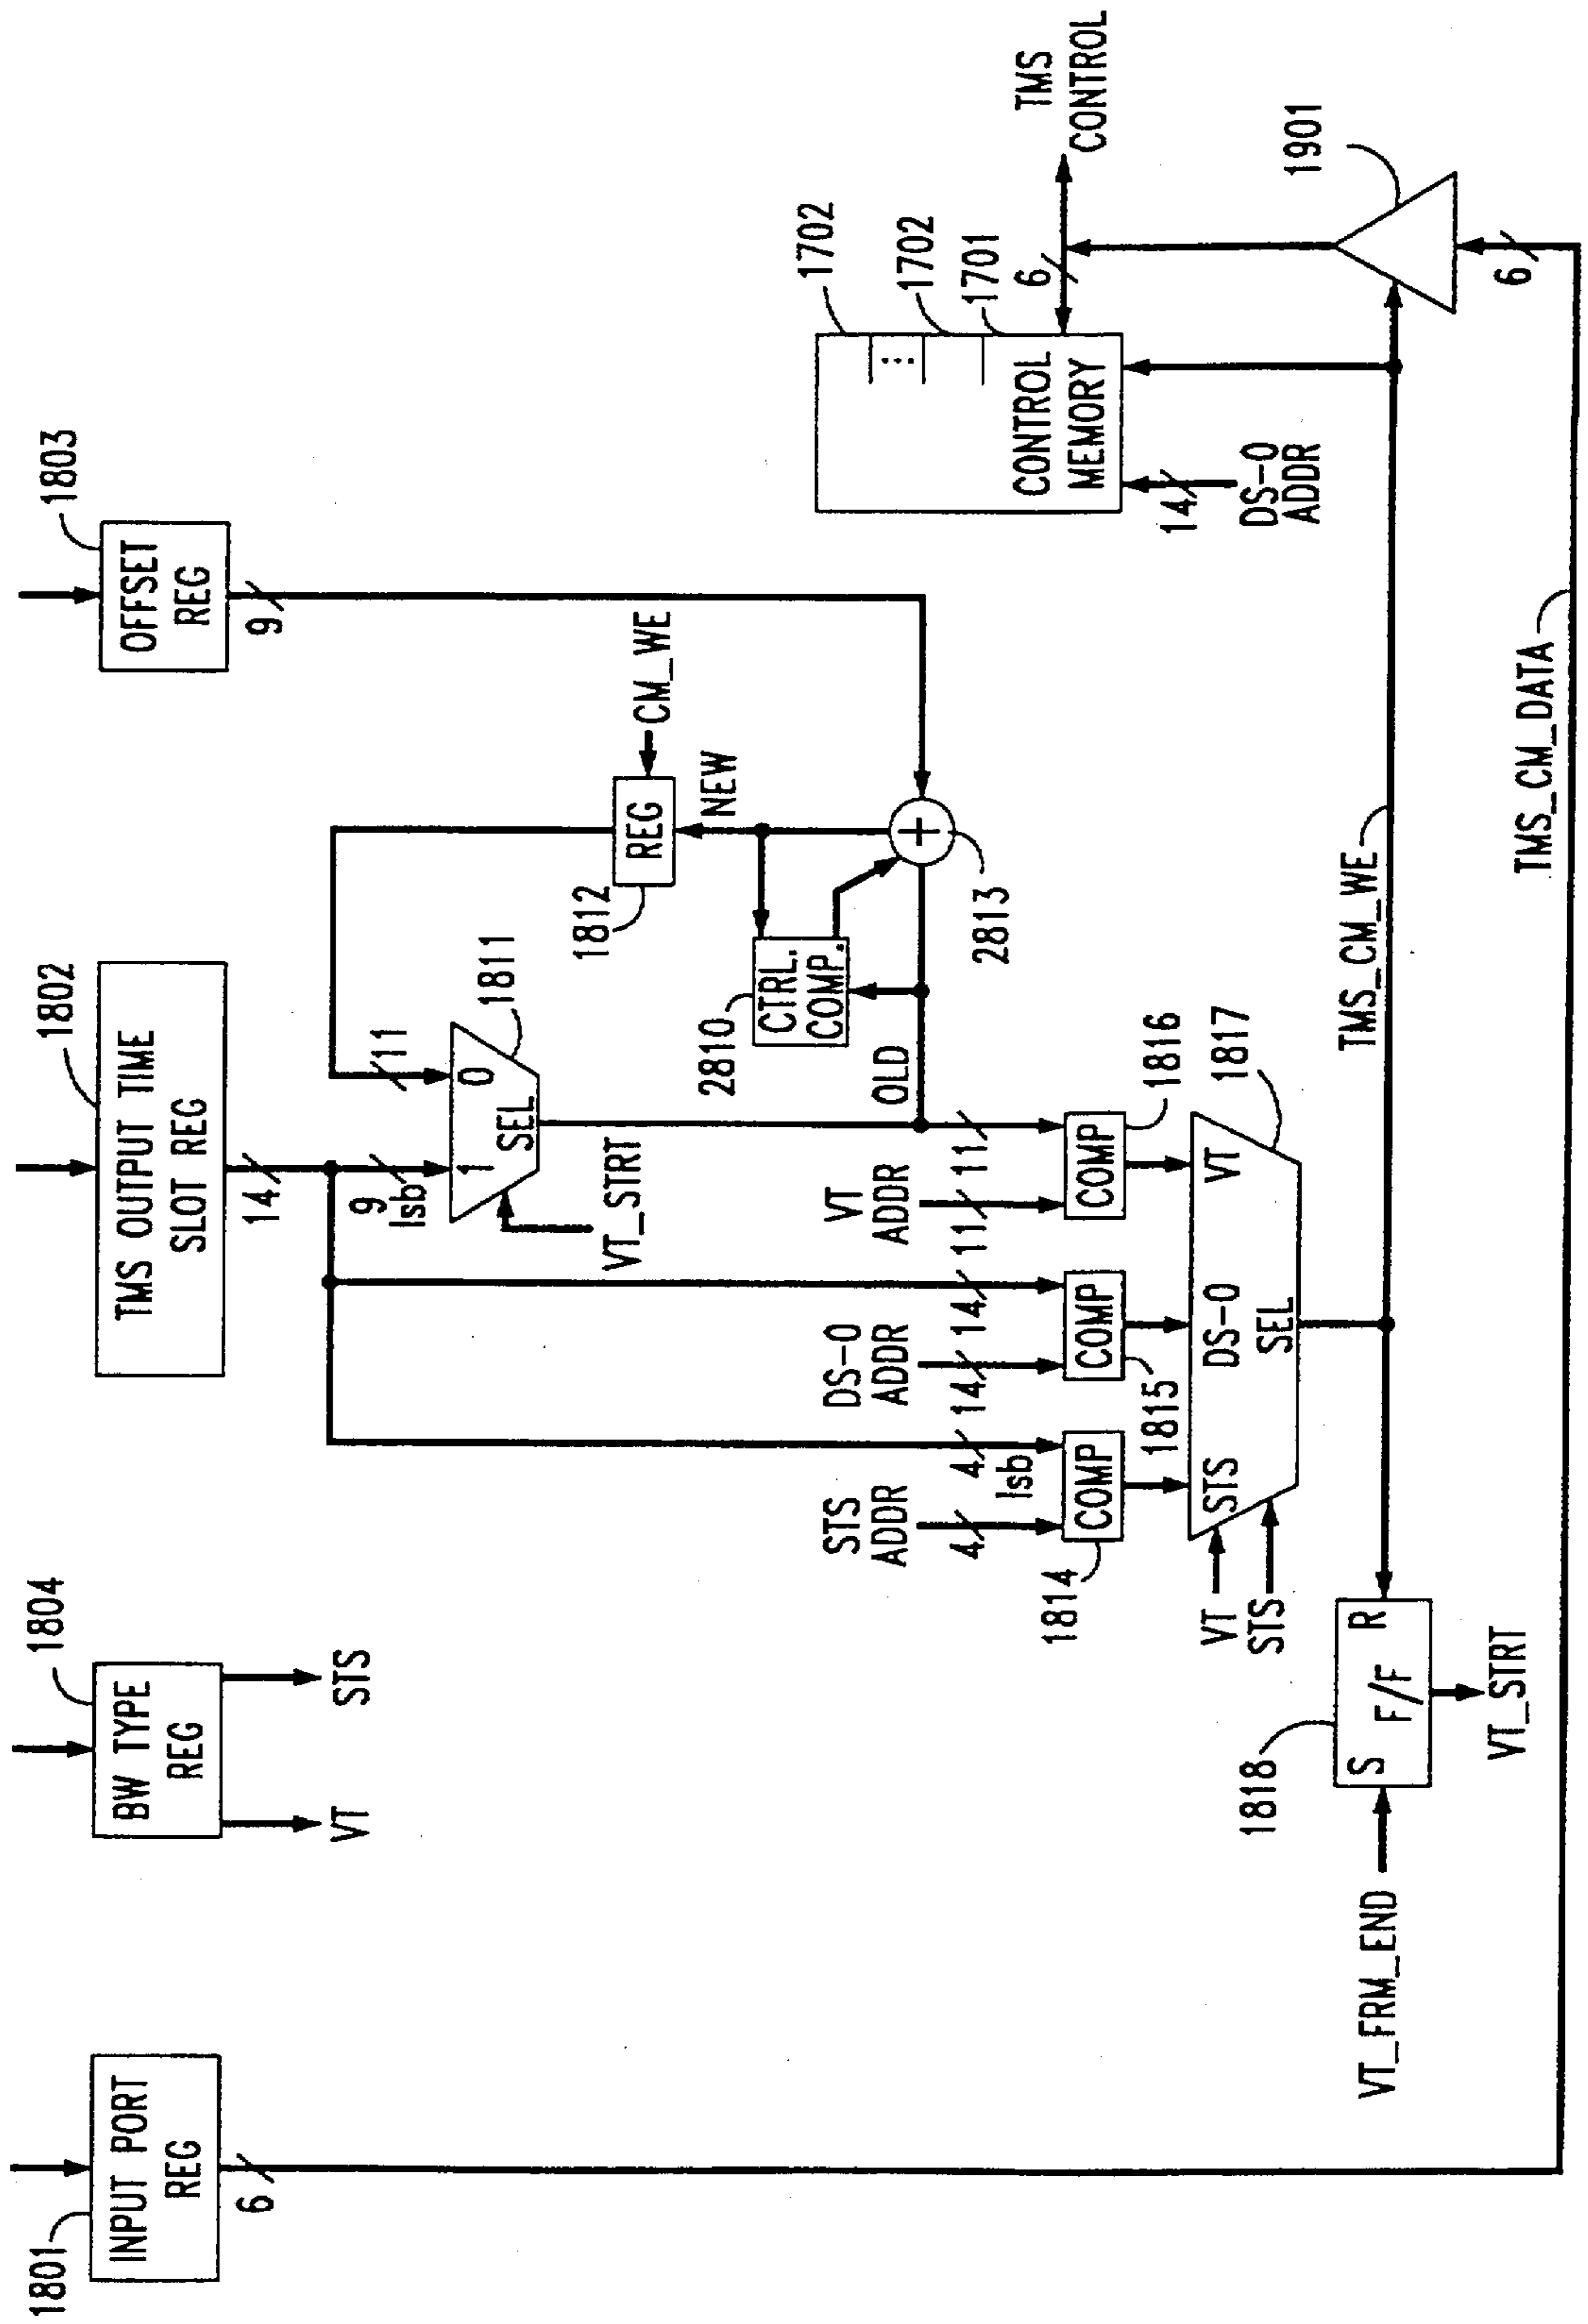 1801
INPUT PORT
REG
6
1804
BW TYPE
REG
VT
STS
1802
TMS OUTPUT TIME
SLOT REG
14
9
lsb
11
1
0
SEL
1811
VT_STRT
1803
OFFSET
REG
9
REG
1812
CM_WE
NEW
CTRL.
COMP.
2810
2813
OLD
STS
ADDR
4
4
lsb
COMP
1814
DS-0
ADDR
14
14
COMP
1815
VT
ADDR
11
11
COMP
1816
STS
DS-0
VT
SEL
1817
VT
STS
VT_FRM_END
S
R
F/F
1818
VT_STRT
TMS_CM_WE
TMS_CM_DATA
1702
1702
1701
CONTROL
MEMORY
14
DS-0
ADDR
6
TMS
CONTROL
1901
6